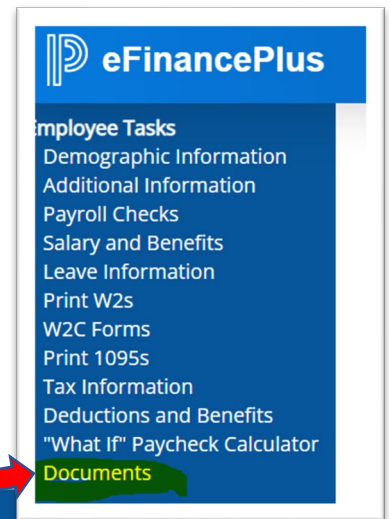 eFinancePlus
Employee Tasks
Demographic Information
Additional Information
Payroll Checks
Salary and Benefits
Leave Information
Print W2s
W2C Forms
Print 1095s
Tax Information
Deductions and Benefits
"What If" Paycheck Calculator
Documents